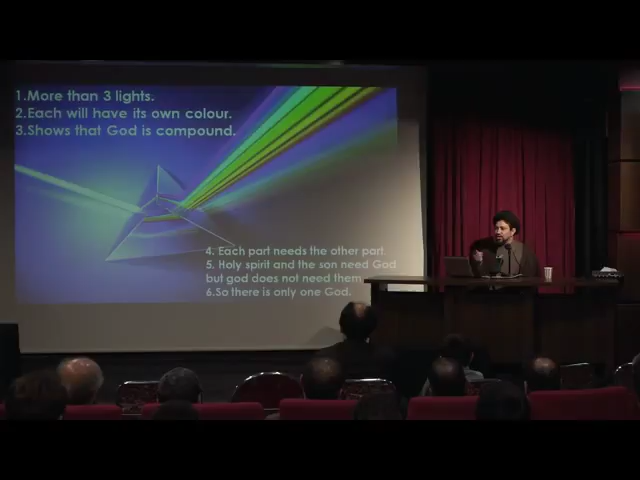 1.More than 3 lights.
2.Each will have its own colour.
3.Shows that God is compound.
4. Each part needs the other part.
5. Holy spirit and the son need God
but god does not need them
6.So there is only one God.